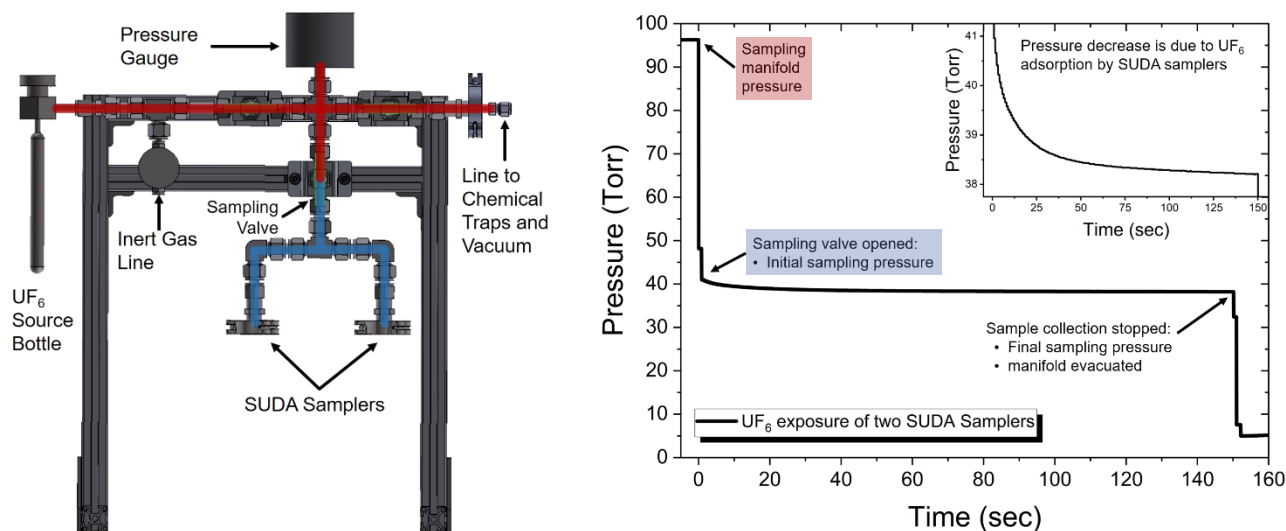 Pressure
Gauge
Sampling
Valve
Line to
Chemical
Traps and
Vacuum
Inert Gas
Line
UF6
Source
Bottle
SUDA Samplers
Pressure (Torr)
100
90
80
70
60
50
40
30
20
10
0
0
20
40
60
80
100
120
140
160
Time (sec)
Sampling
manifold
pressure
Sampling valve opened:
• Initial sampling pressure
Sample collection stopped:
• Final sampling pressure
• manifold evacuated
UF6 exposure of two SUDA Samplers
Pressure decrease is due to UF6
adsorption by SUDA samplers
Pressure (Torr)
41
40
39
38
0
25
50
75
100
125
150
Time (sec)